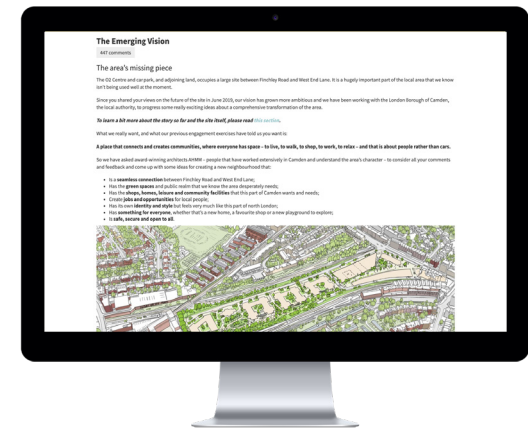 The Emerging Vision
447 comments
The area's missing piece
The O2 Centre and car park, and adjoining land, occupies a large site between Finchley Road and West End Lane. It is a hugely important part of the local area that we know
isn't being used well at the moment.
Since you shared your views on the future of the site in June 2019, our vision has grown more ambitious and we have been working with the London Borough of Camden,
the local authority, to progress some really exciting ideas about a comprehensive transformation of the area.
To learn a bit more about the story so far and the site itself, please read this section.
What we really want, and what our previous engagement exercises have told us you want is:
A place that connects and creates communities, where everyone has space – to live, to walk, to shop, to work, to relax – and that is about people rather than cars.
So we have asked award-winning architects AHMM – people that have worked extensively in Camden and understand the area's character – to consider all your comments
and feedback and come up with some ideas for creating a new neighbourhood that:
• Is a seamless connection between Finchley Road and West End Lane;
• Has the green spaces and public realm that we know the area desperately needs;
• Has the shops, homes, leisure and community facilities that this part of Camden wants and needs;
• Create jobs and opportunities for local people;
• Has its own identity and style but feels very much like this part of north London;
• Has something for everyone, whether that's a new home, a favourite shop or a new playground to explore;
• Is safe, secure and open to all.